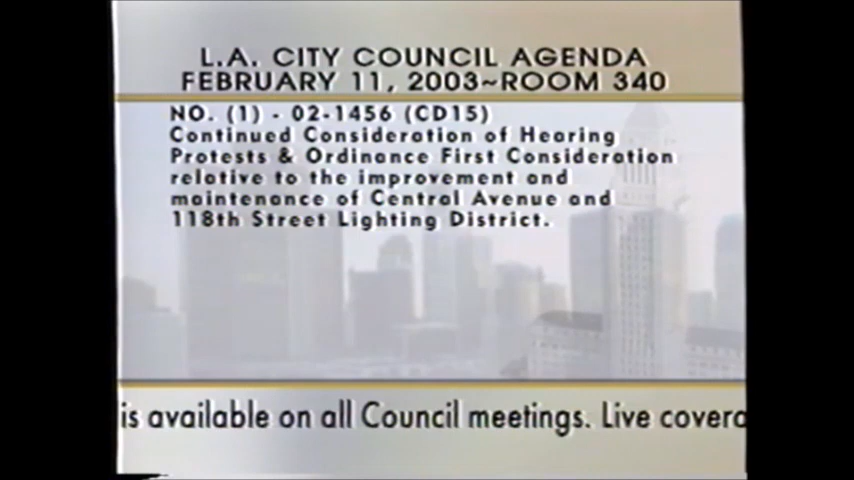 L.A. CITY COUNCIL AGENDA
FEBRUARY 11, 2003~ROOM 340
NO. (1) - 02-1456 (CD15)
Continued Consideration of Hearing
Protests & Ordinance First Consideration
relative to the improvement and
maintenance of Central Avenue and
118th Street Lighting District.
is available on all Council meetings. Live covera